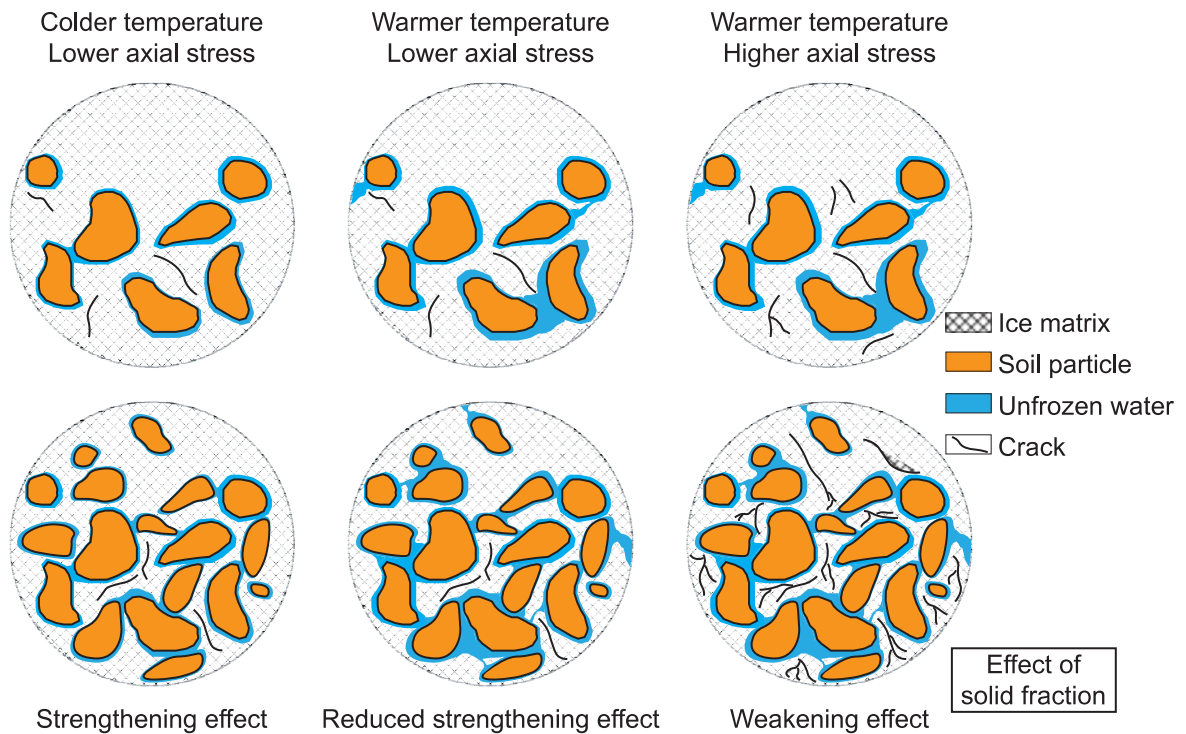 Colder temperature
Lower axial stress
Warmer temperature
Lower axial stress
Warmer temperature
Higher axial stress
Ice matrix
Soil particle
Unfrozen water
Crack
Effect of
solid fraction
Strengthening effect
Reduced strengthening effect
Weakening effect